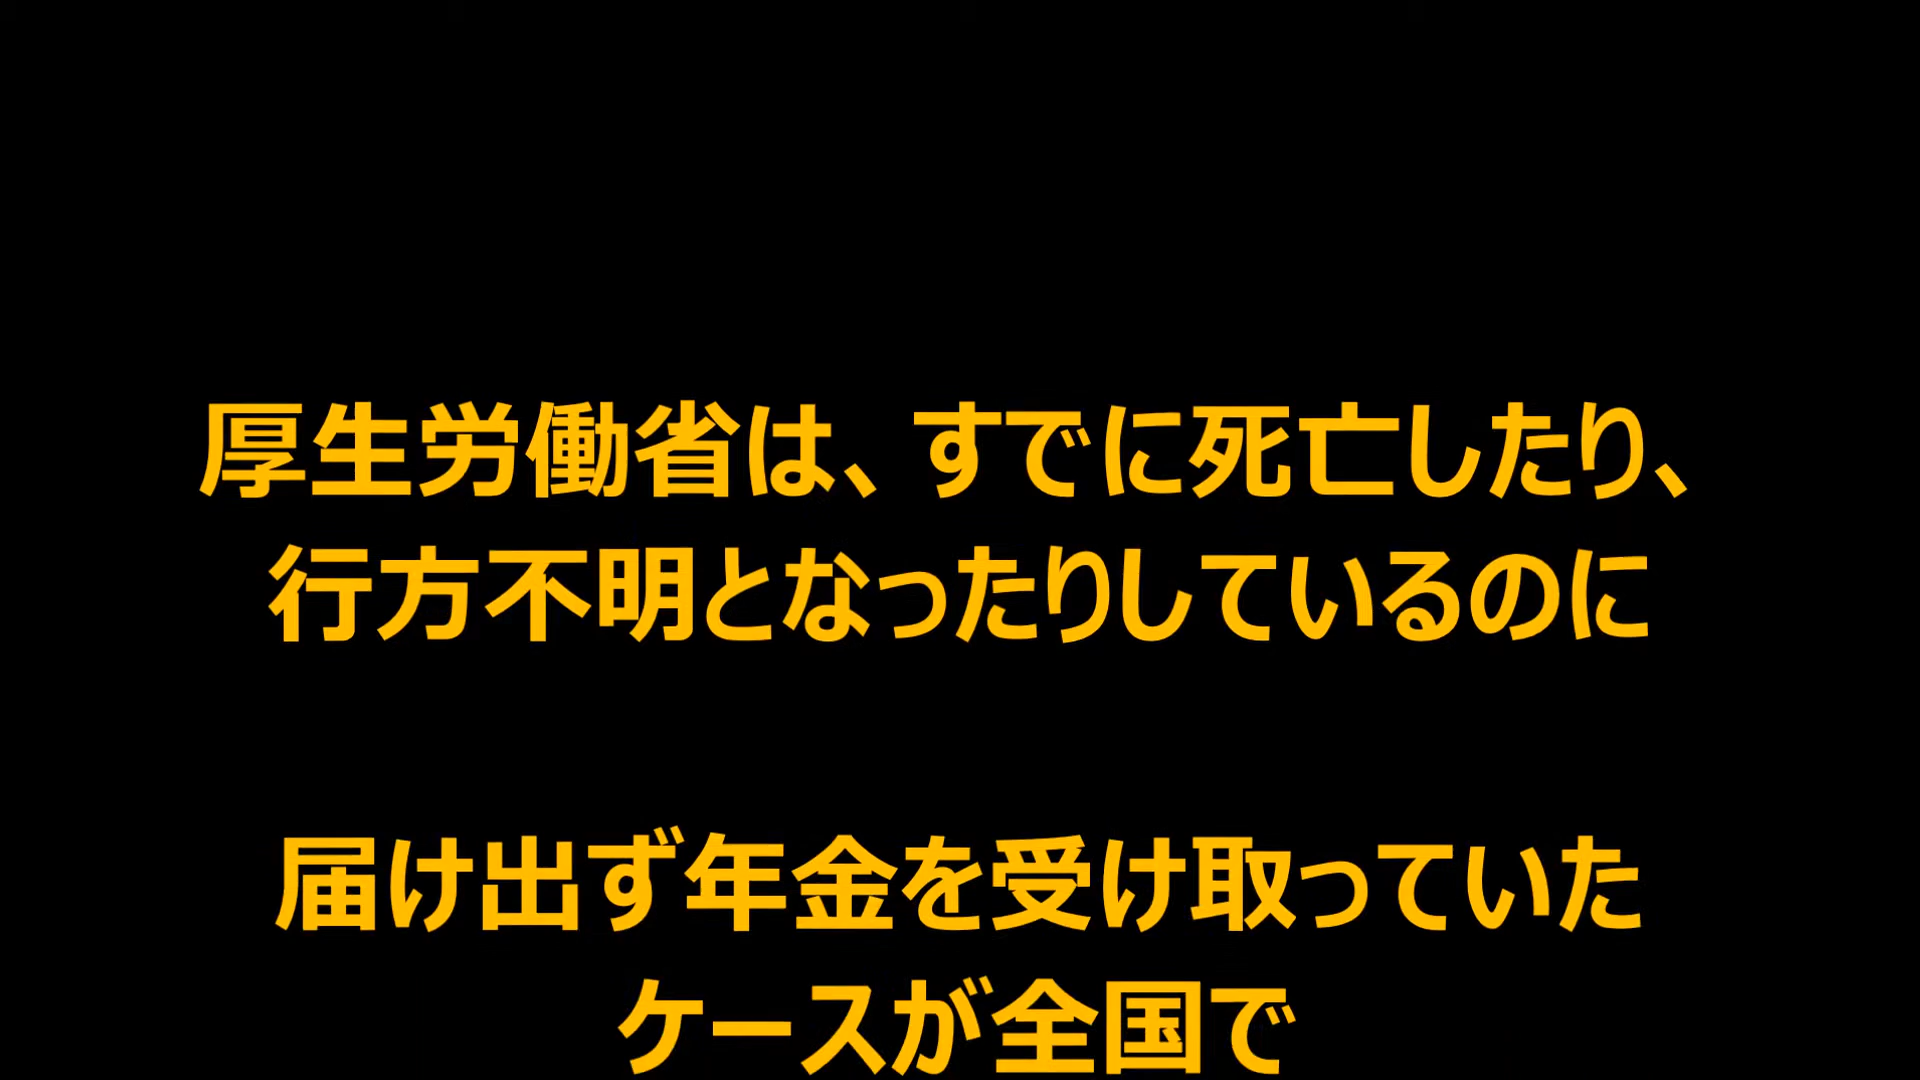 厚生労働省は、すでに死亡したり、
行方不明となったりしているのに
届け出ず年金を受け取っていた
ケースが全国で